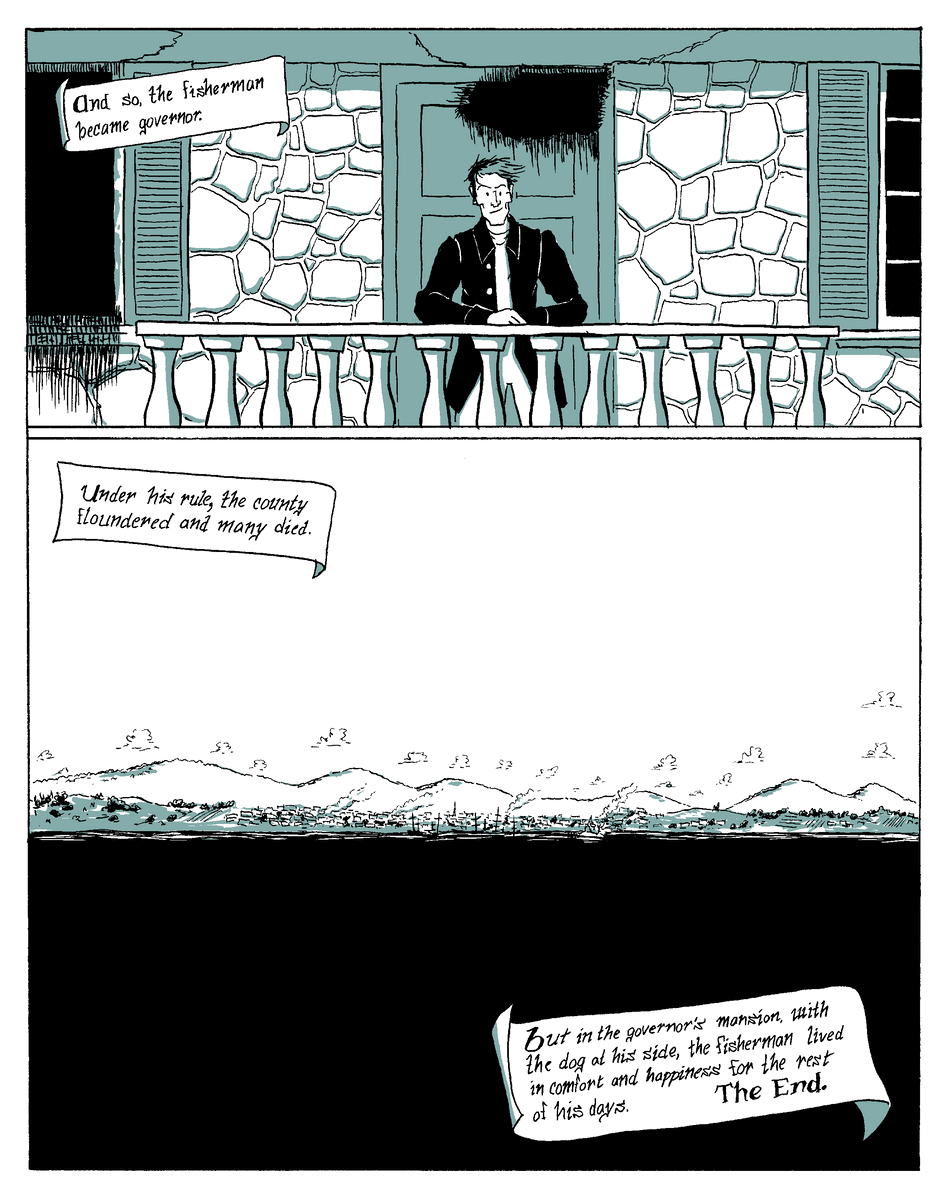 And so, the fisherman
became governor.
Under his rule, the county
floundered and many died.
But in the governor's mansion, with
the dog at his side, the fisherman lived
in comfort and happiness for the rest
of his days.
The End.